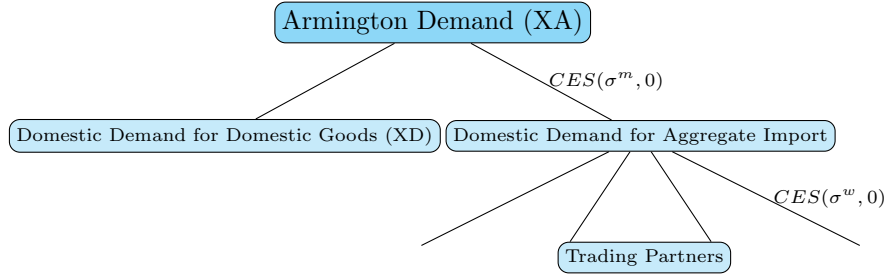 Armington Demand (XA)
CES(σ^m, 0)
Domestic Demand for Domestic Goods (XD)
Domestic Demand for Aggregate Import
CES(σ^w, 0)
Trading Partners